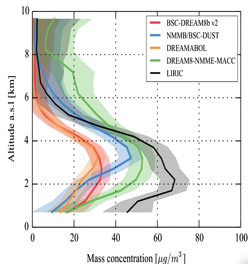 10
8
6
4
2
0
Altitude a.s.l [km]
BSC-DREAM8b v2
NMMB/BSC-DUST
DREAMABOL
DREAM8-NMME-MACC
LIRIC
0 20 40 60 80 100
Mass concentration [μg/m³]